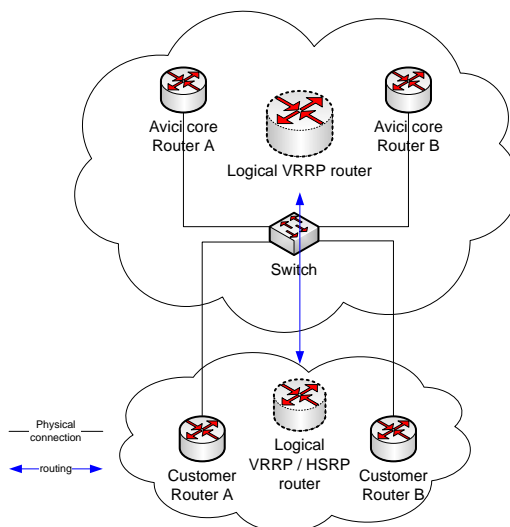 Avici core
Router A
Avici core
Router B
Logical VRRP router
Switch
Physical
connection
routing
Customer
Router A
Logical
VRRP / HSRP
router
Customer
Router B